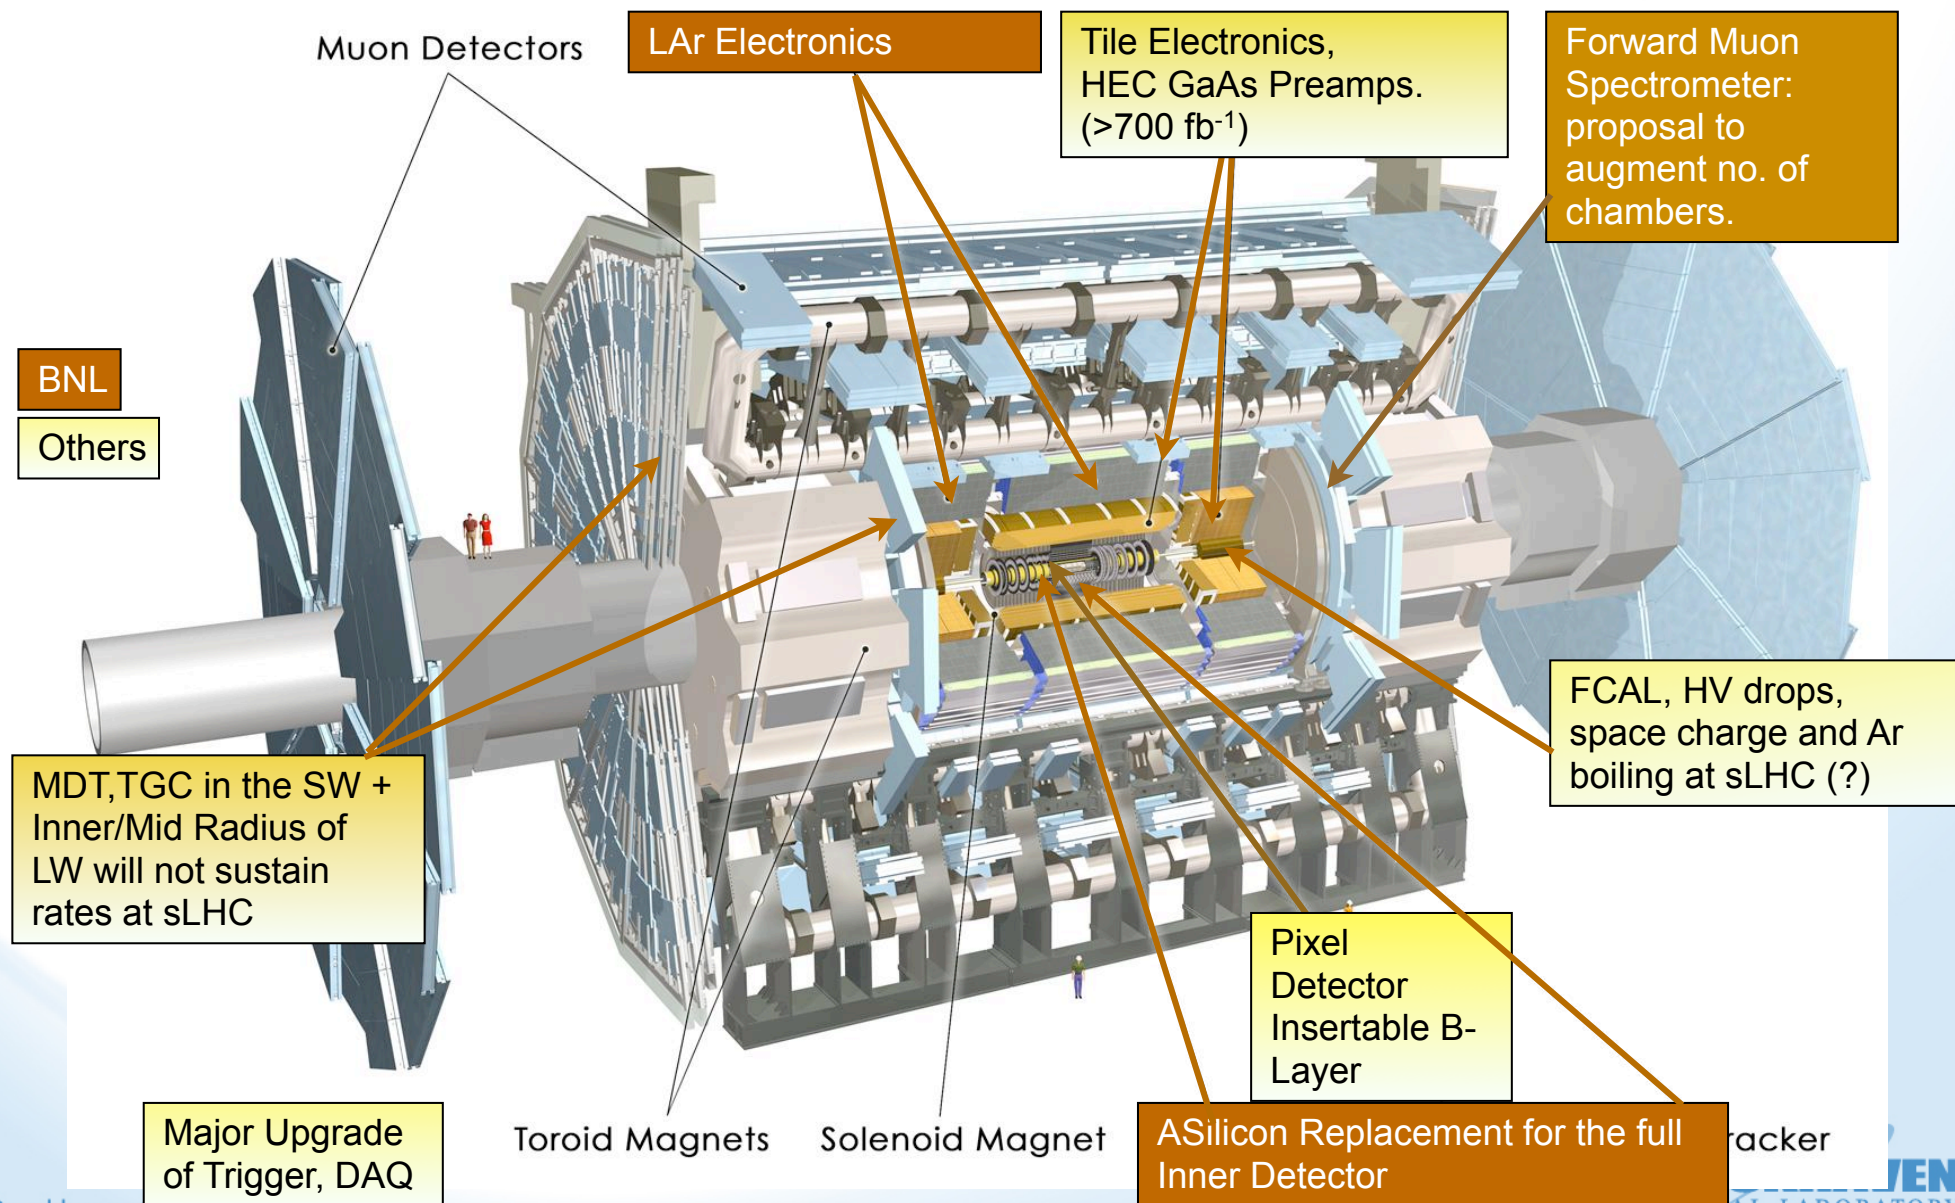 Muon Detectors
LAr Electronics
Tile Electronics,
HEC GaAs Preamps.
(>700 fb-1)
Forward Muon
Spectrometer:
proposal to
augment no. of
chambers.
BNL
Others
MDT,TGC in the SW +
Inner/Mid Radius of
LW will not sustain
rates at sLHC
FCAL, HV drops,
space charge and Ar
boiling at sLHC (?)
Pixel
Detector
Insertable B-
Layer
Major Upgrade
of Trigger, DAQ
Toroid Magnets
Solenoid Magnet
ASilicon Replacement for the full
Inner Detector
racker
LABORATORY